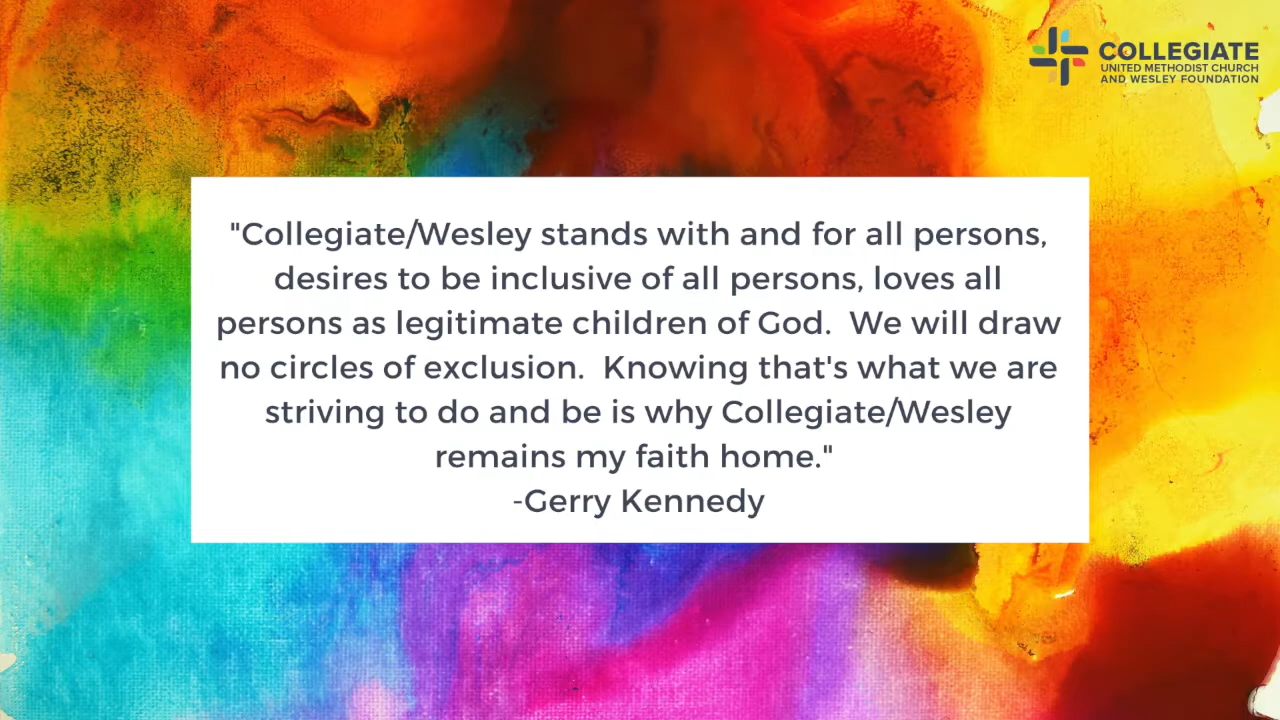 COLLEGIATE
UNITED METHODIST CHURCH
AND WESLEY FOUNDATION
"Collegiate/Wesley stands with and for all persons,
desires to be inclusive of all persons, loves all
persons as legitimate children of God.  We will draw
no circles of exclusion.  Knowing that's what we are
striving to do and be is why Collegiate/Wesley
remains my faith home."
-Gerry Kennedy